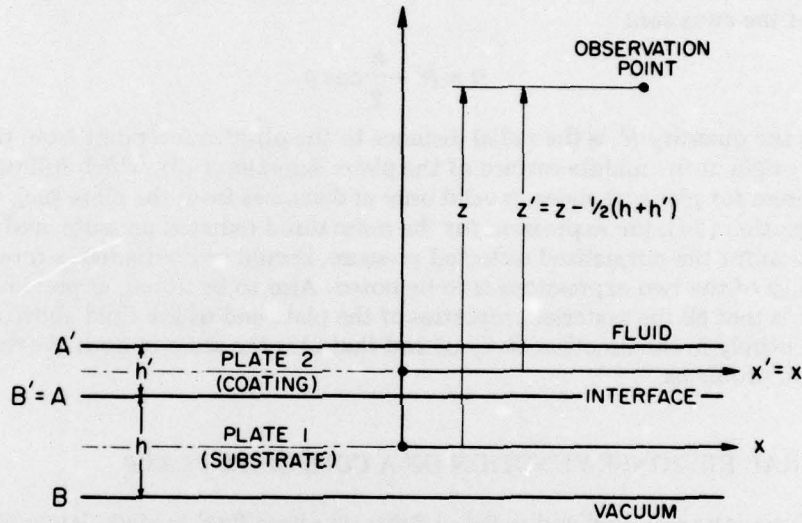 OBSERVATION
POINT
z
z' = z – ½(h+h')
A'
h'
PLATE 2
(COATING)
FLUID
x' = x
B' = A
INTERFACE
h
PLATE 1
(SUBSTRATE)
x
B
VACUUM